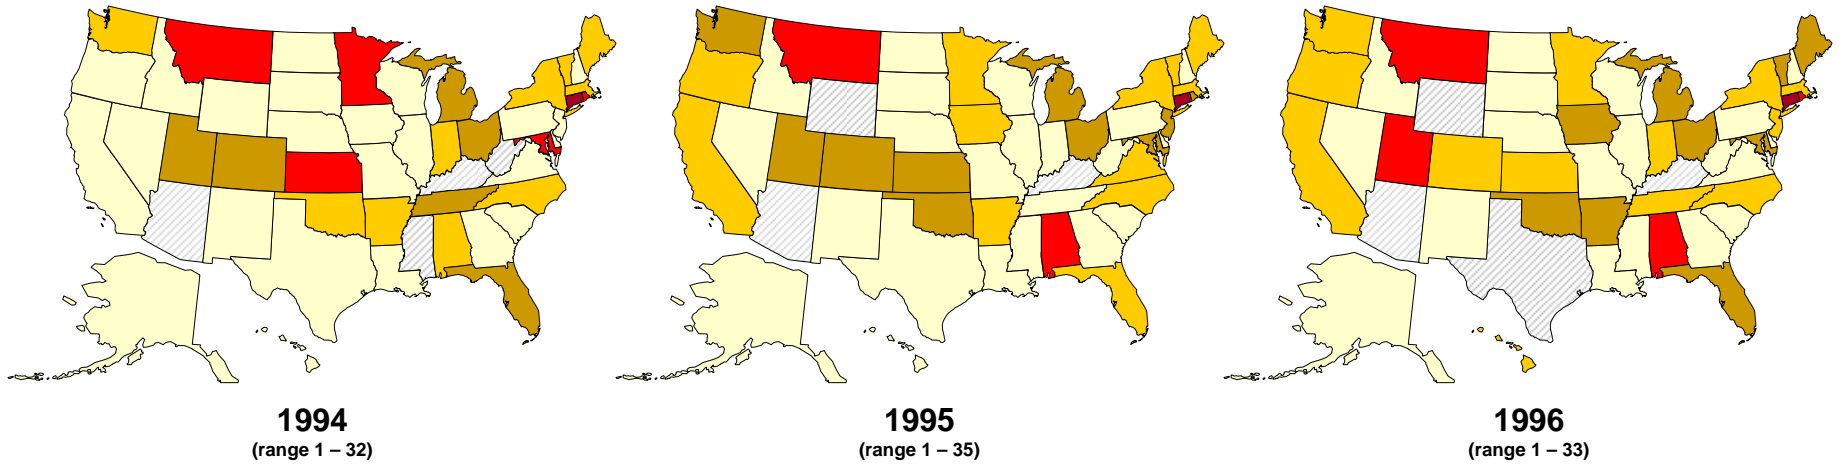 1994
(range 1 – 32)
1995
(range 1 – 35)
1996
(range 1 – 33)